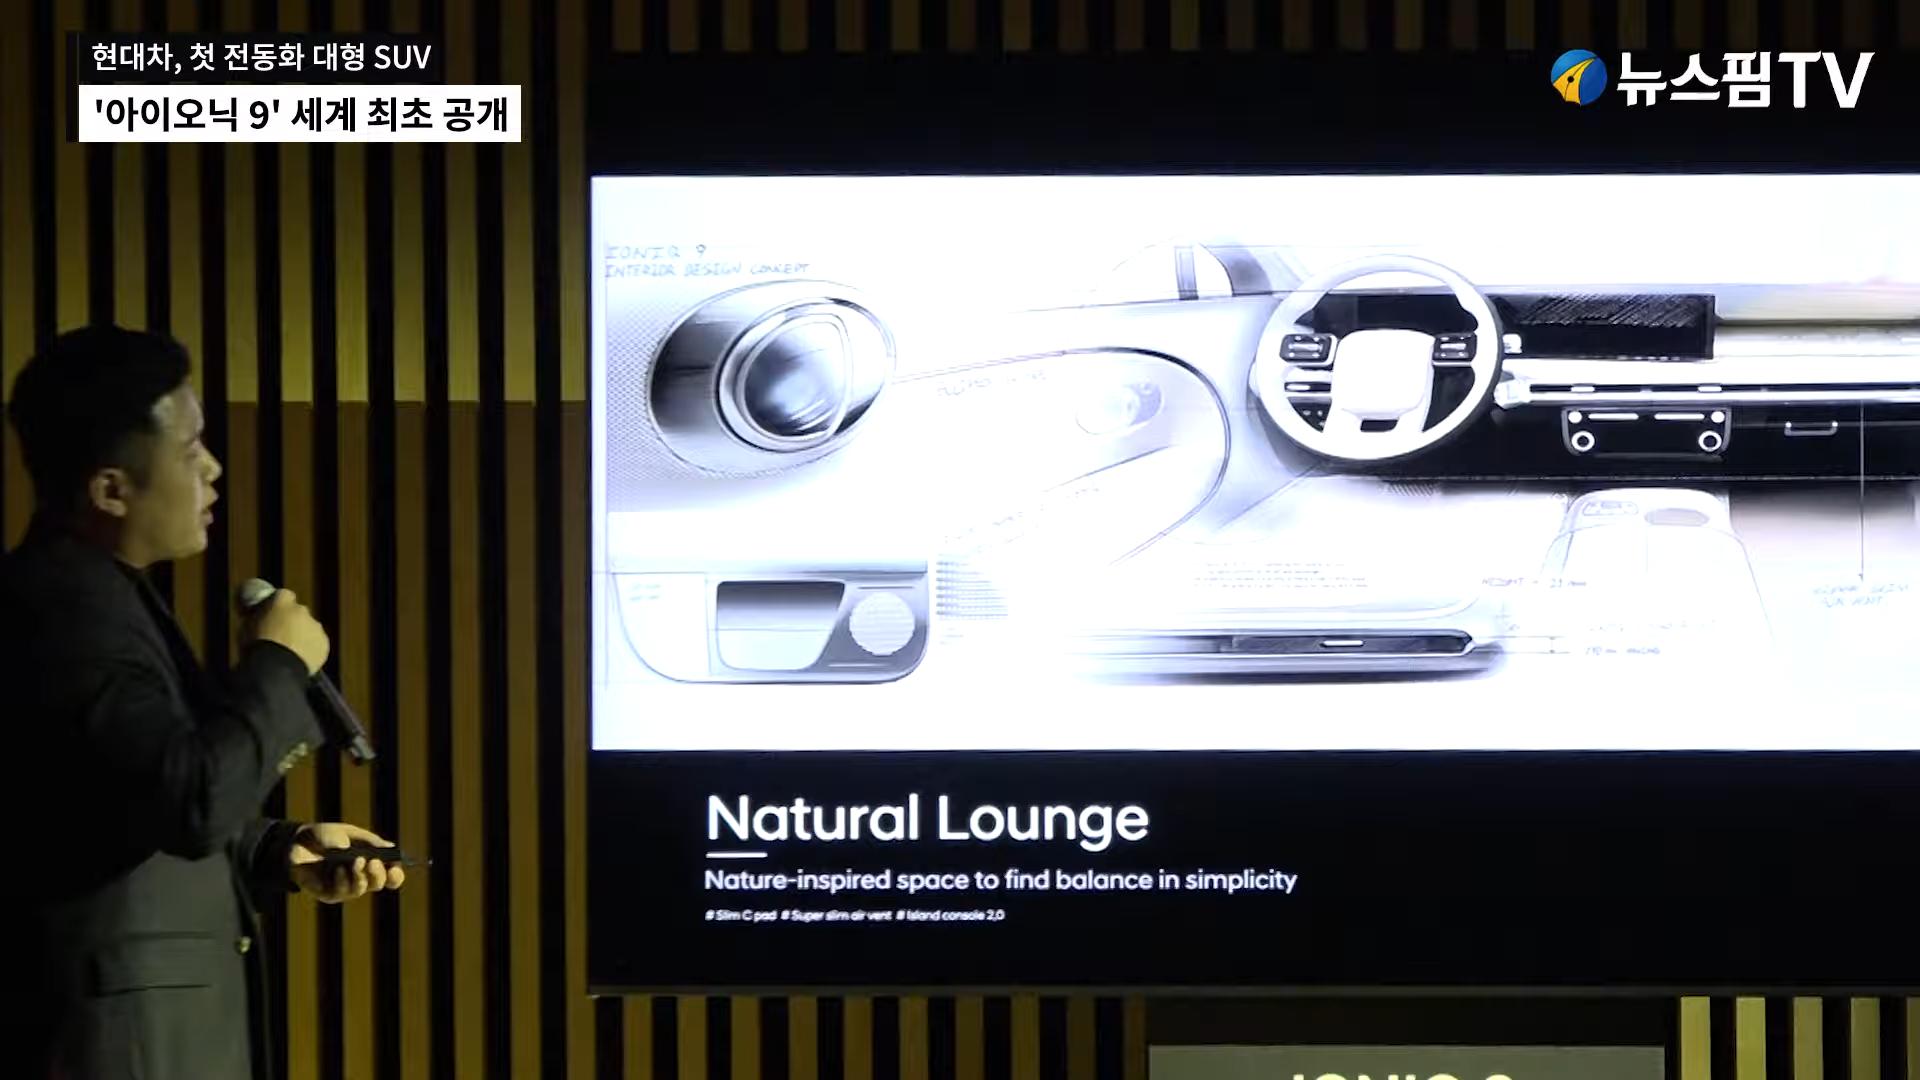 현대차, 첫 전동화 대형 SUV
'아이오닉 9' 세계 최초 공개
뉴스핌TV
IONIQ 9
INTERIOR DESIGN CONCEPT
Natural Lounge
Nature-inspired space to find balance in simplicity
# Slim C pad # Super slim air vent # Island console 2,0
IONIQ 9